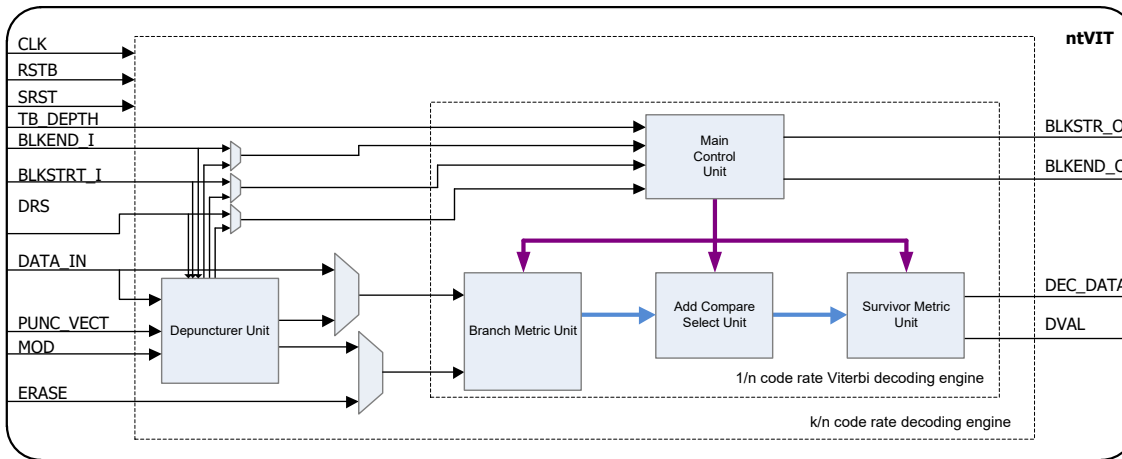 ntVIT
CLK
RSTB
SRST
TB_DEPTH
BLKEND_I
BLKSTRT_I
DRS
DATA_IN
PUNC_VECT
MOD
ERASE
Depuncturer Unit
Main
Control
Unit
Branch Metric Unit
Add Compare
Select Unit
Survivor Metric
Unit
BLKSTR_O
BLKEND_O
DEC_DATA
DVAL
1/n code rate Viterbi decoding engine
k/n code rate decoding engine